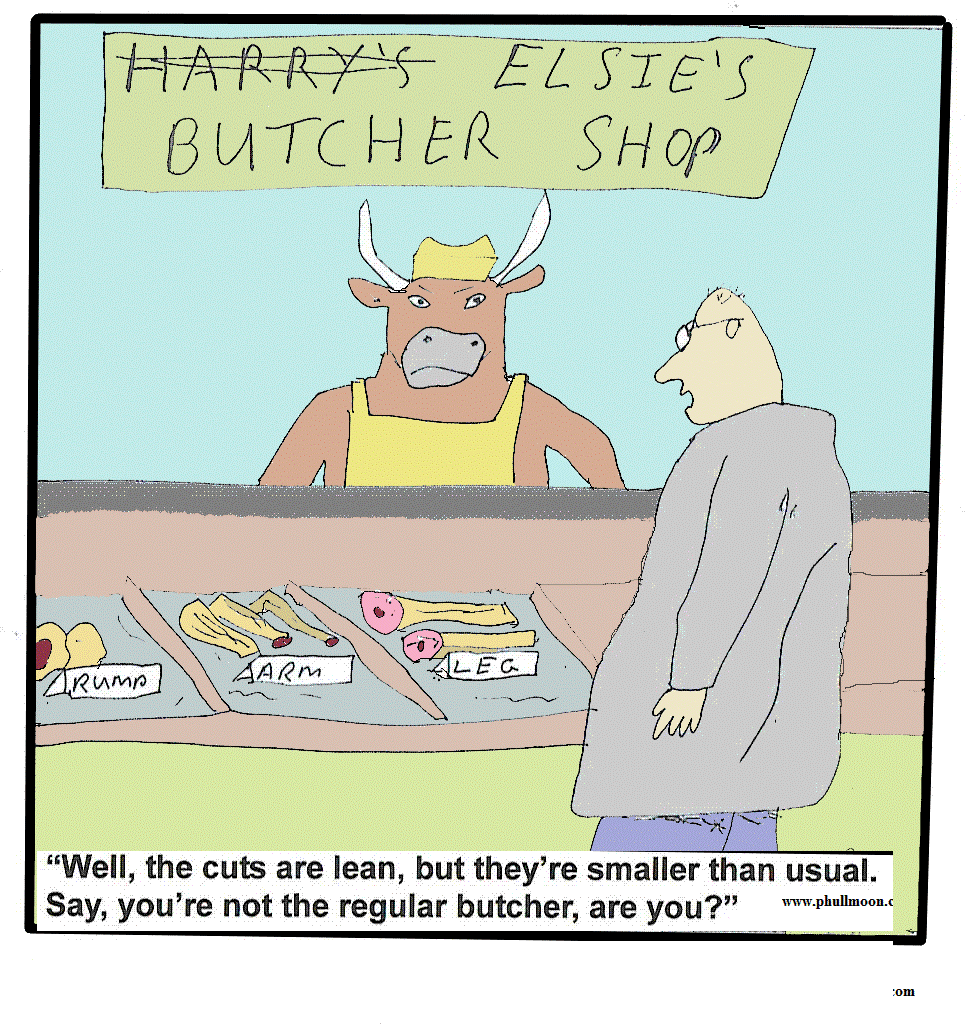 HARRY'S ELSIE'S
BUTCHER SHOP
RUMP
ARM
LEG
“Well, the cuts are lean, but they’re smaller than usual.
Say, you’re not the regular butcher, are you?”
www.phullmoon.c
com